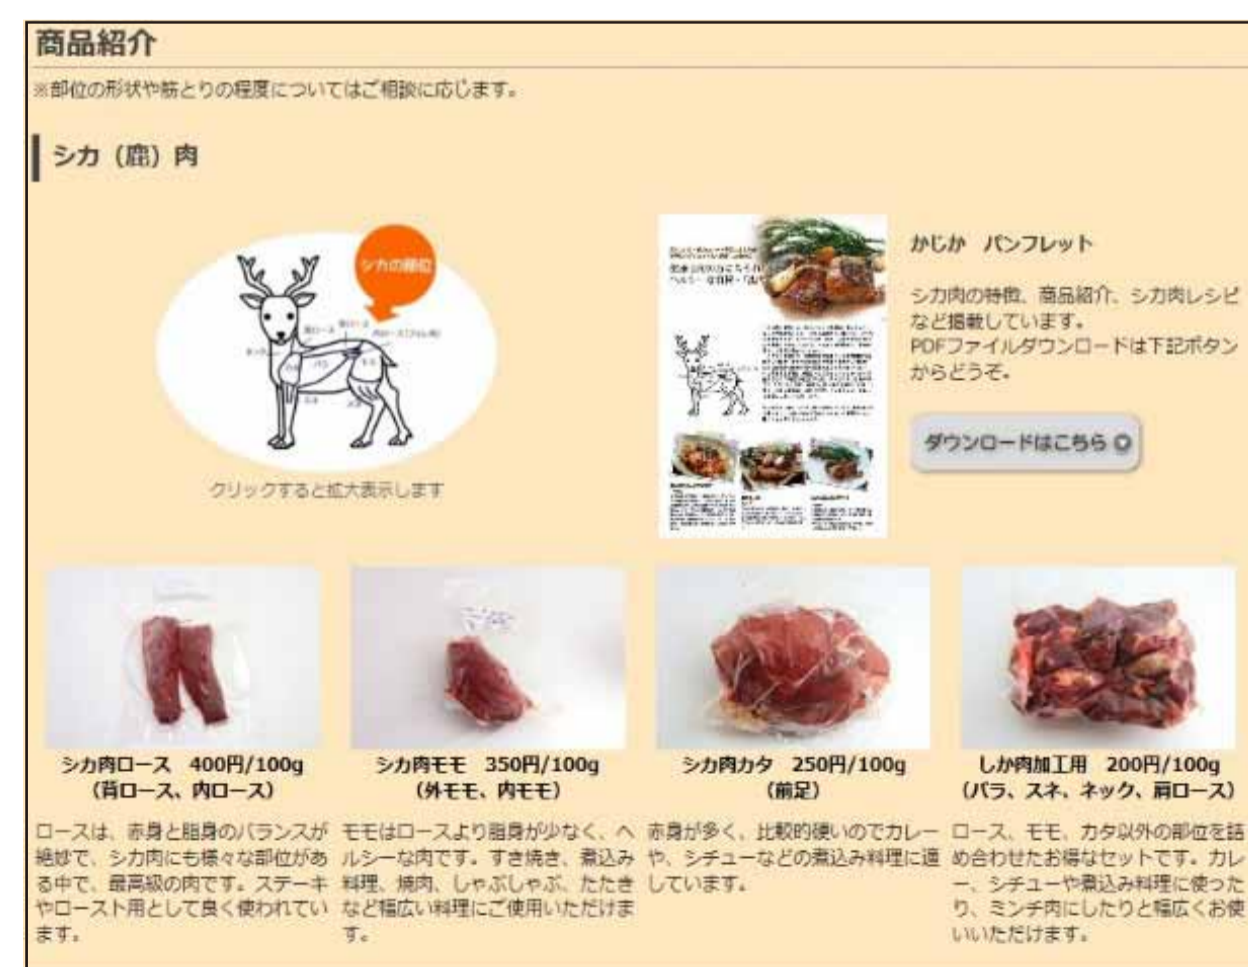 商品紹介
※部位の形状や筋とりの程度についてはご相談に応じます。
シカ（鹿）肉
シカの部位
クリックすると拡大表示します
かじか　パンフレット
シカ肉の特徴、商品紹介、シカ肉レシピ
など掲載しています。
PDFファイルダウンロードは下記ボタン
からどうぞ。
ダウンロードはこちら
シカ肉ロース　400円/100g
（背ロース、内ロース）
ロースは、赤身と脂身のバランスが
絶妙で、シカ肉にも様々な部位があ
る中で、最高級の肉です。ステーキ
やロースト用として良く使われてい
ます。
シカ肉モモ　350円/100g
（外モモ、内モモ）
モモはロースより脂身が少なく、ヘ
ルシーな肉です。すき焼き、煮込み
料理、焼肉、しゃぶしゃぶ、たたき
など幅広い料理にご使用いただけま
す。
シカ肉カタ　250円/100g
（前足）
赤身が多く、比較的硬いのでカレー
や、シチューなどの煮込み料理に適
しています。
しか肉加工用　200円/100g
（バラ、スネ、ネック、肩ロース）
ロース、モモ、カタ以外の部位を詰
め合わせたお得なセットです。カレ
ー、シチューや煮込み料理に使った
り、ミンチ肉にしたりと幅広くお使
いいただけます。